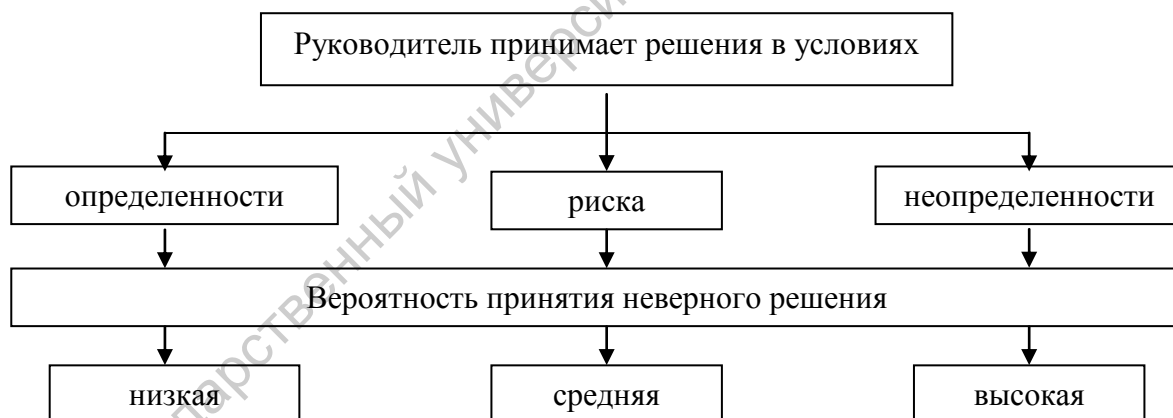 Руководитель принимает решения в условиях
определенности
риска
неопределенности
Вероятность принятия неверного решения
низкая
средняя
высокая